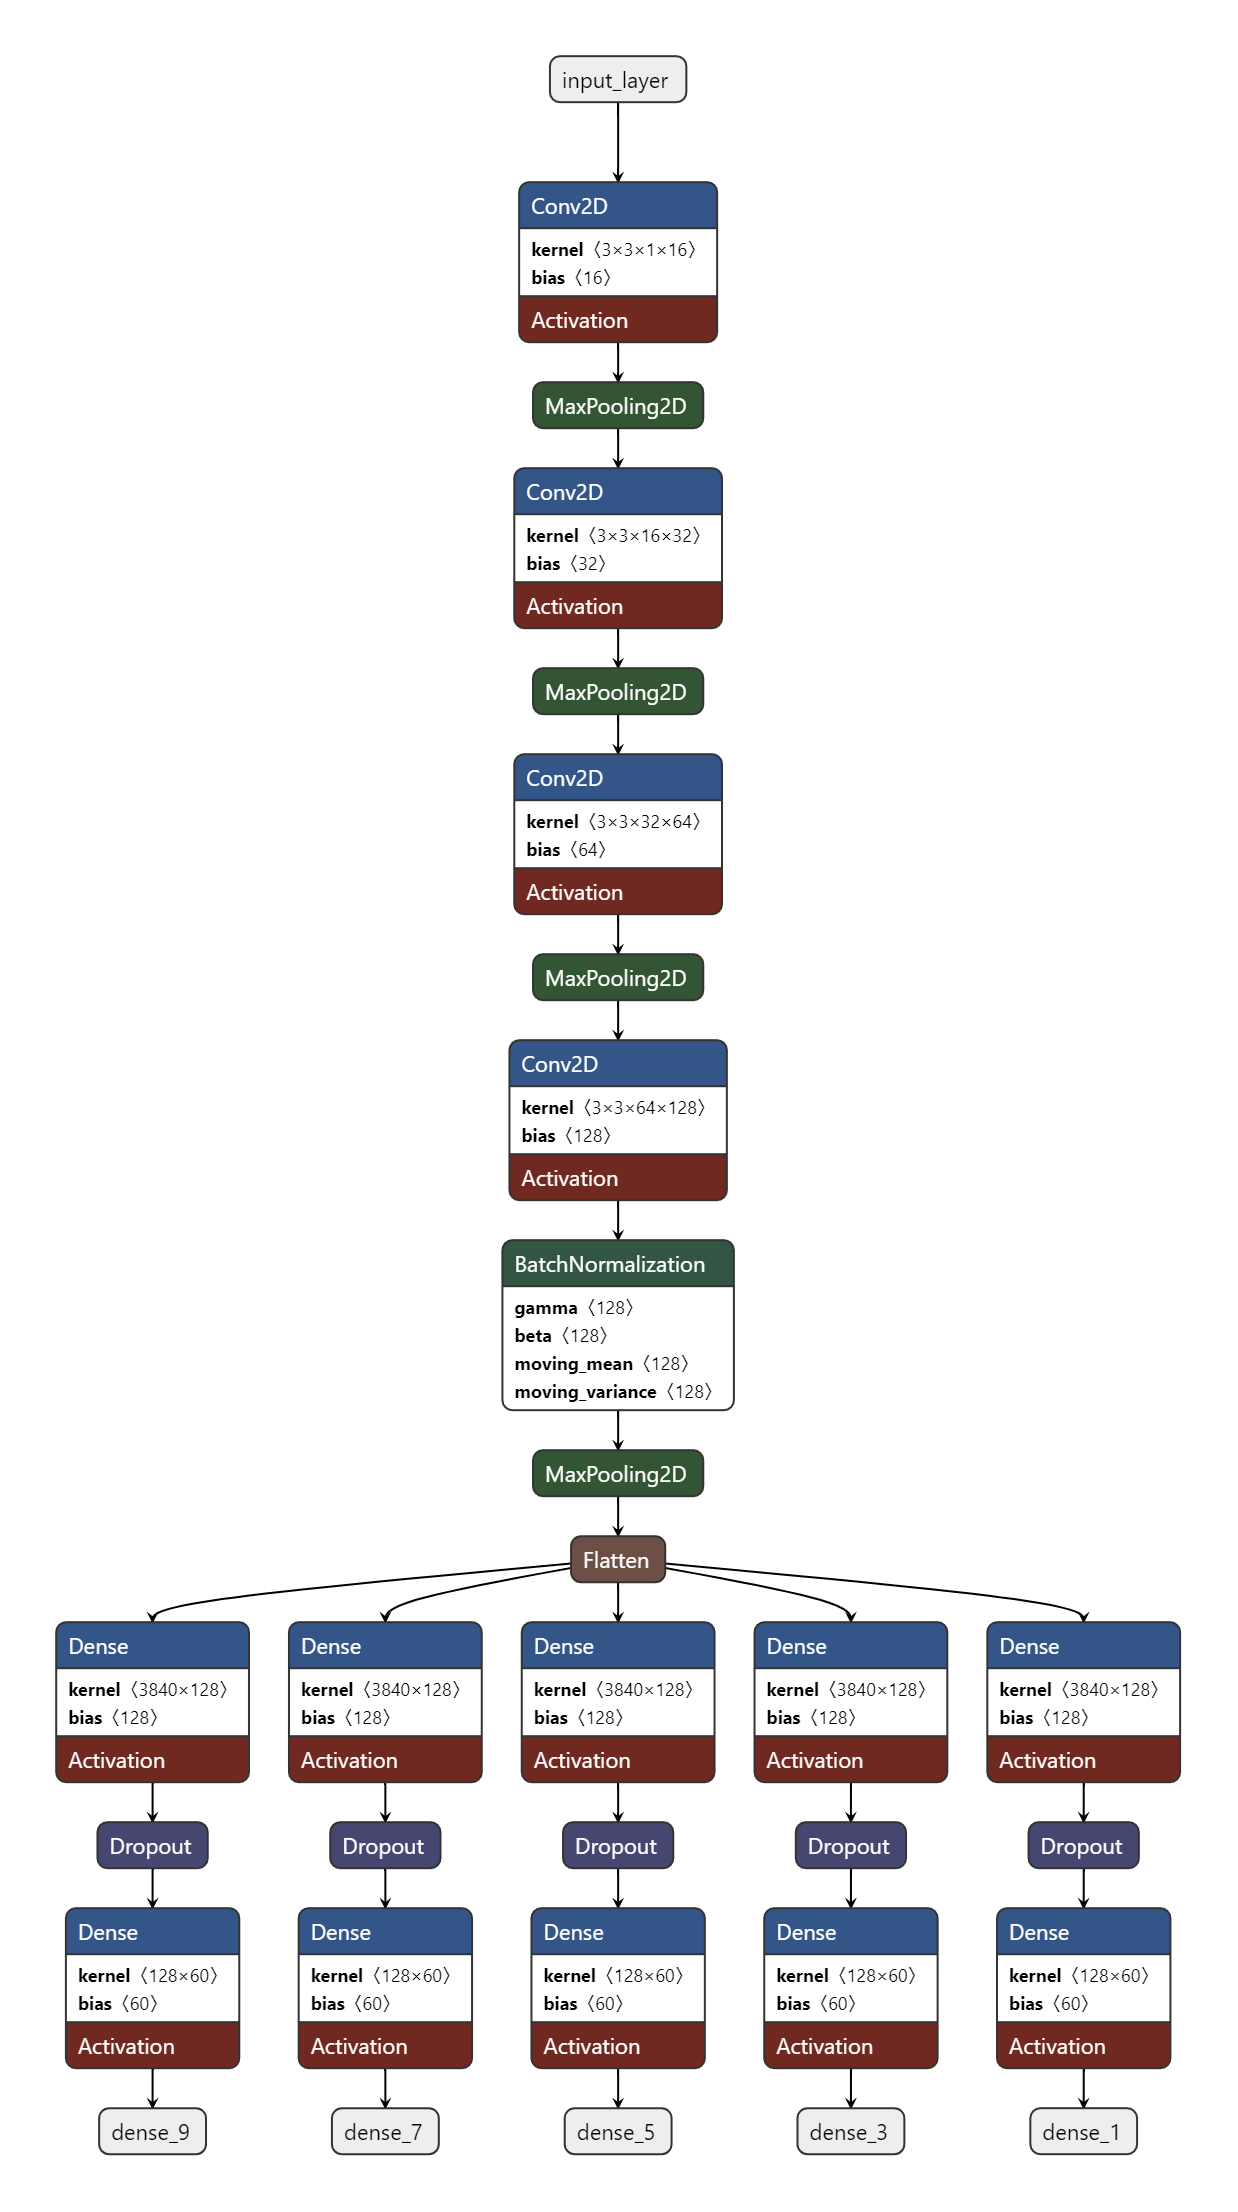 input_layer
Conv2D
kernel〈3×3×1×16〉
bias〈16〉
Activation
MaxPooling2D
Conv2D
kernel〈3×3×16×32〉
bias〈32〉
Activation
MaxPooling2D
Conv2D
kernel〈3×3×32×64〉
bias〈64〉
Activation
MaxPooling2D
Conv2D
kernel〈3×3×64×128〉
bias〈128〉
Activation
BatchNormalization
gamma〈128〉
beta〈128〉
moving_mean〈128〉
moving_variance〈128〉
MaxPooling2D
Flatten
Dense Dense Dense Dense Dense
kernel〈3840×128〉 kernel〈3840×128〉 kernel〈3840×128〉 kernel〈3840×128〉 kernel〈3840×128〉
bias〈128〉 bias〈128〉 bias〈128〉 bias〈128〉 bias〈128〉
Activation Activation Activation Activation Activation
Dropout Dropout Dropout Dropout Dropout
Dense Dense Dense Dense Dense
kernel〈128×60〉 kernel〈128×60〉 kernel〈128×60〉 kernel〈128×60〉 kernel〈128×60〉
bias〈60〉 bias〈60〉 bias〈60〉 bias〈60〉 bias〈60〉
Activation Activation Activation Activation Activation
dense_9 dense_7 dense_5 dense_3 dense_1